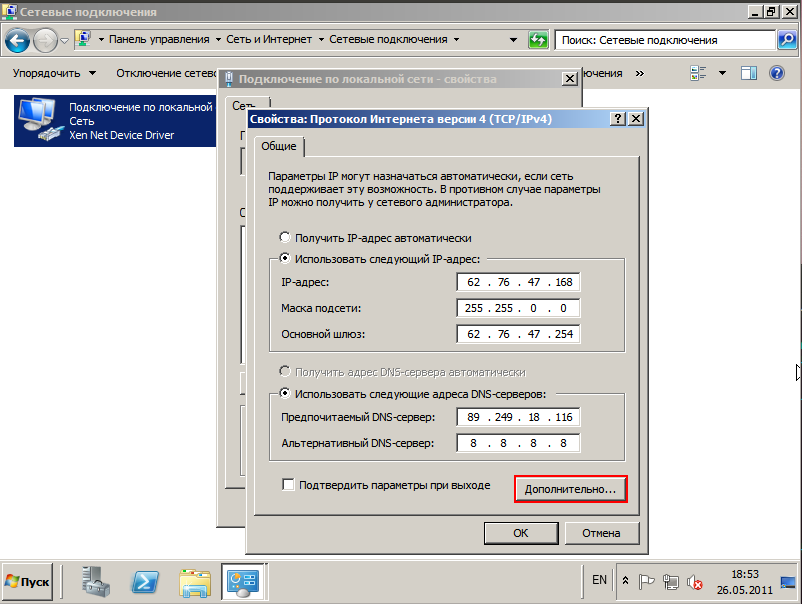 Сетевые подключения
Панель управления
Сеть и Интернет
Сетевые подключения
Поиск: Сетевые подключения
Упорядочить
Отключение сетево
ючения
»
Подключение по локальной
Сеть
Xen Net Device Driver
Подключение по локальной сети - свойства
Сеть
Свойства: Протокол Интернета версии 4 (TCP/IPv4)
Общие
Параметры IP могут назначаться автоматически, если сеть
поддерживает эту возможность. В противном случае параметры
IP можно получить у сетевого администратора.
Получить IP-адрес автоматически
Использовать следующий IP-адрес:
IP-адрес: 62 . 76 . 47 . 168
Маска подсети: 255 . 255 . 0 . 0
Основной шлюз: 62 . 76 . 47 . 254
Получить адрес DNS-сервера автоматически
Использовать следующие адреса DNS-серверов:
Предпочитаемый DNS-сервер: 89 . 249 . 18 . 116
Альтернативный DNS-сервер: 8 . 8 . 8 . 8
Подтвердить параметры при выходе
Дополнительно...
OK
Отмена
Пуск
EN
18:53
26.05.2011